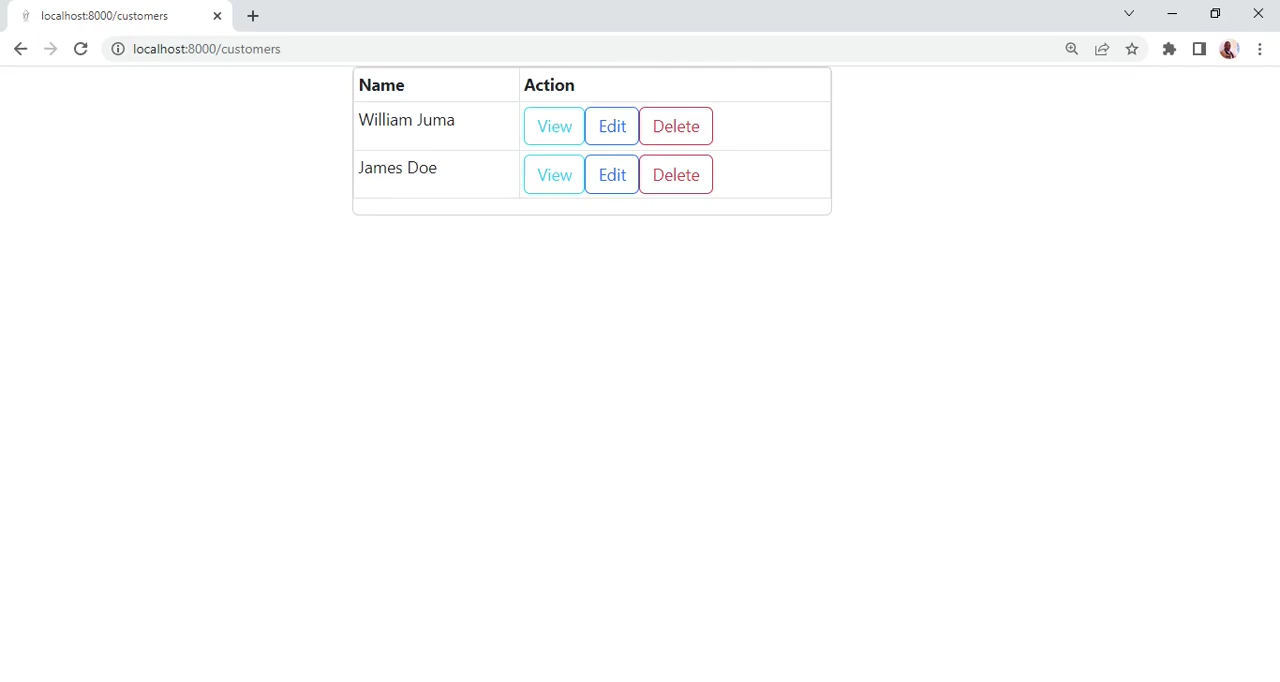 localhost:8000/customers
localhost:8000/customers
Name Action
William Juma View Edit Delete
James Doe View Edit Delete